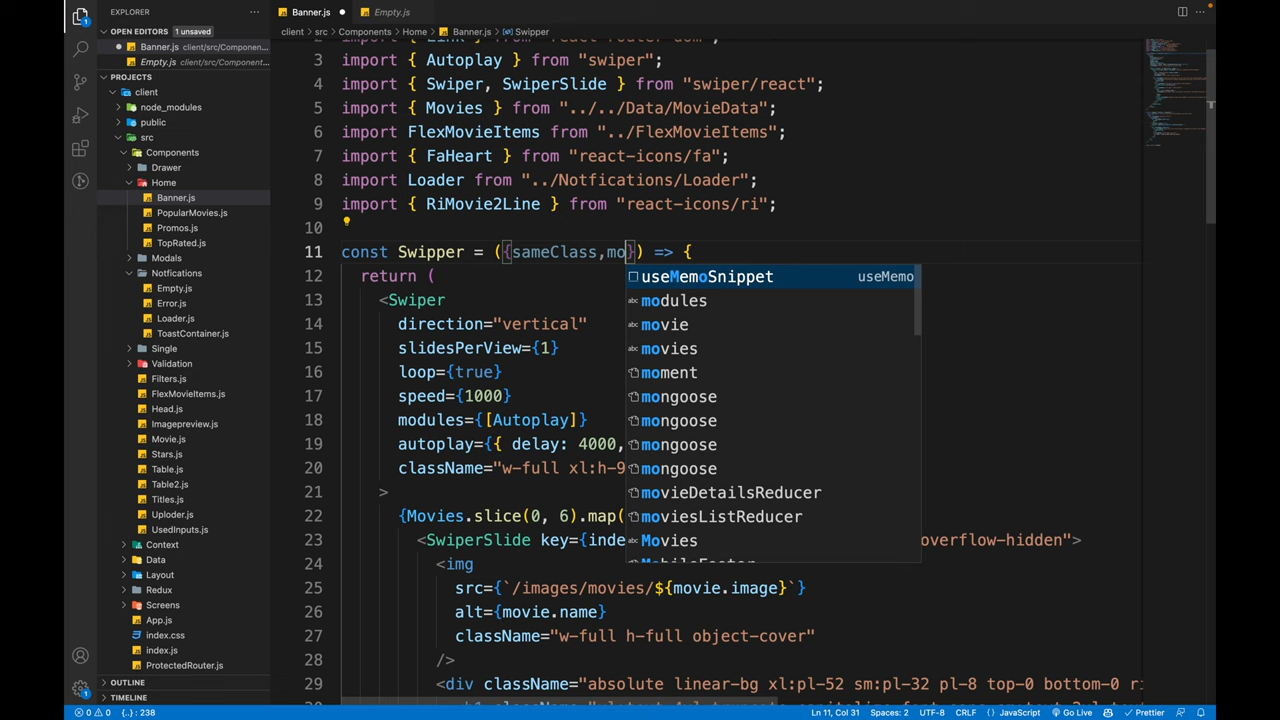 EXPLORER
OPEN EDITORS 1 unsaved
Banner.js client/src/Componen...
Empty.js client/src/Component...
PROJECTS
client
node_modules
public
src
Components
Drawer
Home
Banner.js
PopularMovies.js
Promos.js
TopRated.js
Modals
Notfications
Empty.js
Error.js
Loader.js
ToastContainer.js
Single
Validation
Filters.js
FlexMovieItems.js
Head.js
Imagepreview.js
Movie.js
Stars.js
Table.js
Table2.js
Titles.js
Uploder.js
UsedInputs.js
Context
Data
Layout
Redux
Screens
App.js
index.css
index.js
ProtectedRouter.js
OUTLINE
TIMELINE
Banner.js Empty.js
client > src > Components > Home > Banner.js > Swipper
3 import { Autoplay } from "swiper";
4 import { Swiper, SwiperSlide } from "swiper/react";
5 import { Movies } from "../../Data/MovieData";
6 import FlexMovieItems from "../FlexMovieItems";
7 import { FaHeart } from "react-icons/fa";
8 import Loader from "../Notfications/Loader";
9 import { RiMovie2Line } from "react-icons/ri";
10
11 const Swipper = ({sameClass,mo}) => {
12 return (
13 <Swiper
14 direction="vertical"
15 slidesPerView={1}
16 loop={true}
17 speed={1000}
18 modules={[Autoplay]}
19 autoplay={{ delay: 4000,
20 className="w-full xl:h-9
21 >
22 {Movies.slice(0, 6).map(
23 <SwiperSlide key={inde overflow-hidden">
24 <img
25 src={`/images/movies/${movie.image}`}
26 alt={movie.name}
27 className="w-full h-full object-cover"
28 />
29 <div className="absolute linear-bg xl:pl-52 sm:pl-32 pl-8 top-0 bottom-0 ri
useMemoSnippet useMemo
modules
movie
movies
moment
mongoose
mongoose
mongoose
mongoose
movieDetailsReducer
moviesListReducer
Movies
0 0 {..} : 238 Ln 11, Col 31 Spaces: 2 UTF-8 CRLF {} JavaScript Go Live Prettier